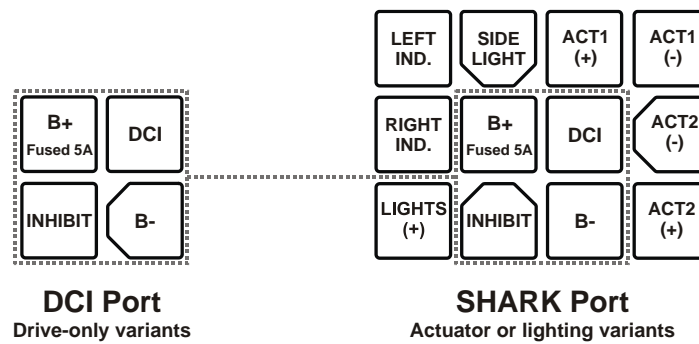 LEFT
IND.
SIDE
LIGHT
ACT1
(+)
ACT1
(-)
B+
Fused 5A
DCI
RIGHT
IND.
B+
Fused 5A
DCI
ACT2
(-)
INHIBIT
B-
LIGHTS
(+)
INHIBIT
B-
ACT2
(+)
DCI Port
Drive-only variants
SHARK Port
Actuator or lighting variants